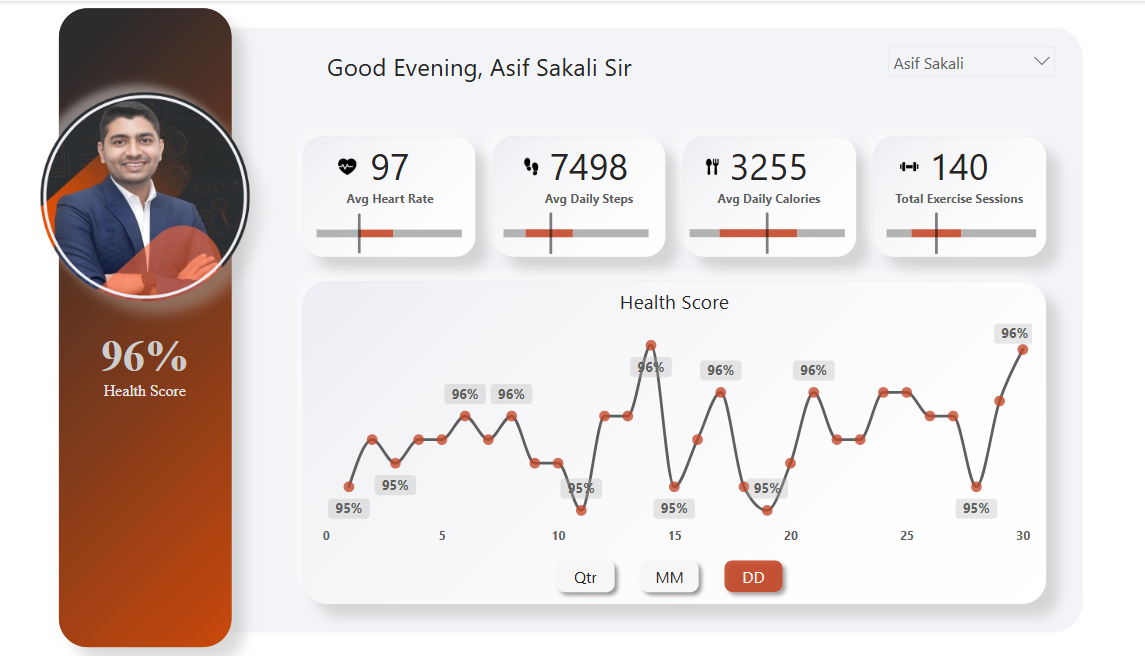 Good Evening, Asif Sakali Sir
Asif Sakali
97
Avg Heart Rate
7498
Avg Daily Steps
3255
Avg Daily Calories
140
Total Exercise Sessions
96%
Health Score
Health Score
95%
95%
96%
96%
95%
96%
95%
96%
95%
96%
95%
96%
0 5 10 15 20 25 30
Qtr MM DD